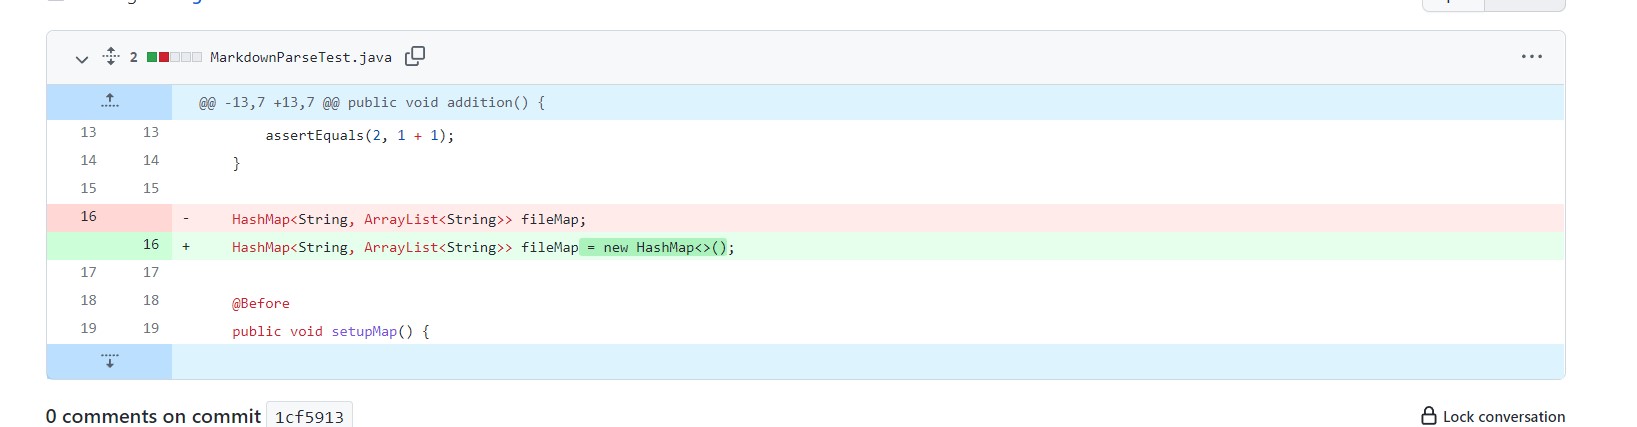 2 MarkdownParseTest.java
@@ -13,7 +13,7 @@ public void addition() {
13 13 assertEquals(2, 1 + 1);
14 14 }
15 15
16 - HashMap<String, ArrayList<String>> fileMap;
16 + HashMap<String, ArrayList<String>> fileMap = new HashMap<>();
17 17
18 18 @Before
19 19 public void setupMap() {
0 comments on commit 1cf5913 Lock conversation